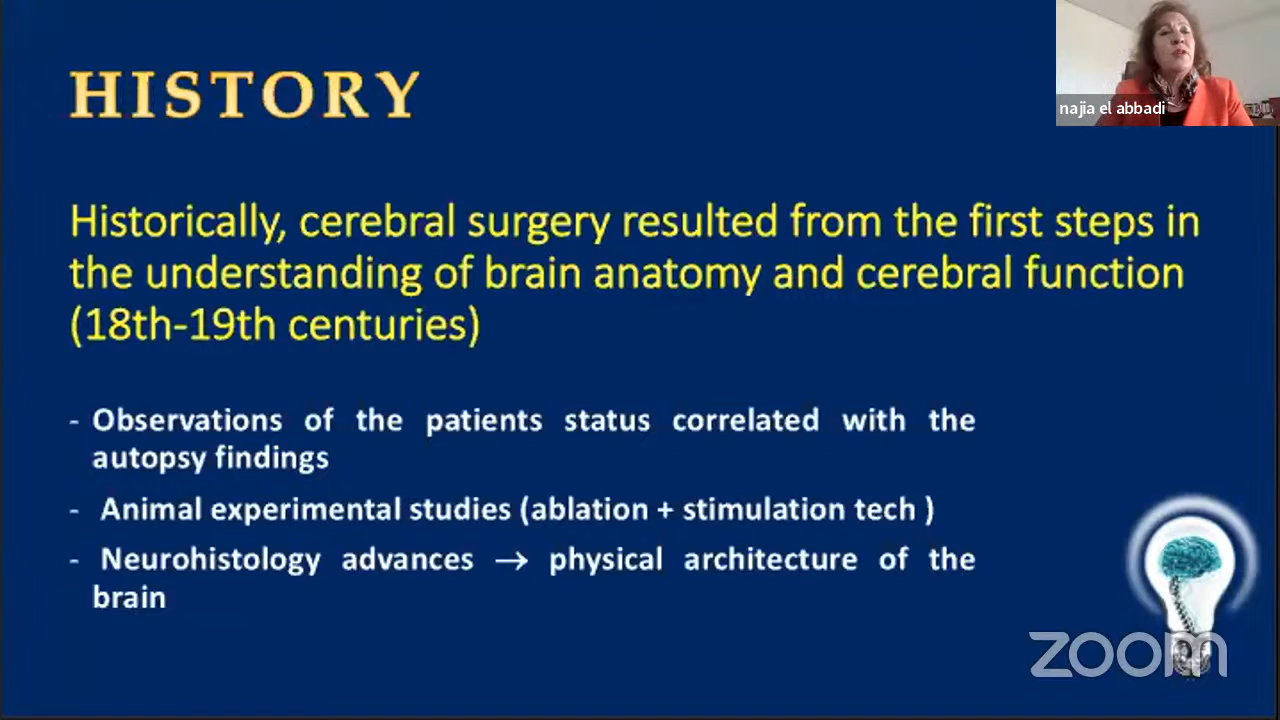 HISTORY
najia el abbadi
Historically, cerebral surgery resulted from the first steps in
the understanding of brain anatomy and cerebral function
(18th-19th centuries)
- Observations of the patients status correlated with the
autopsy findings
- Animal experimental studies (ablation + stimulation tech )
- Neurohistology advances → physical architecture of the
brain
zoom